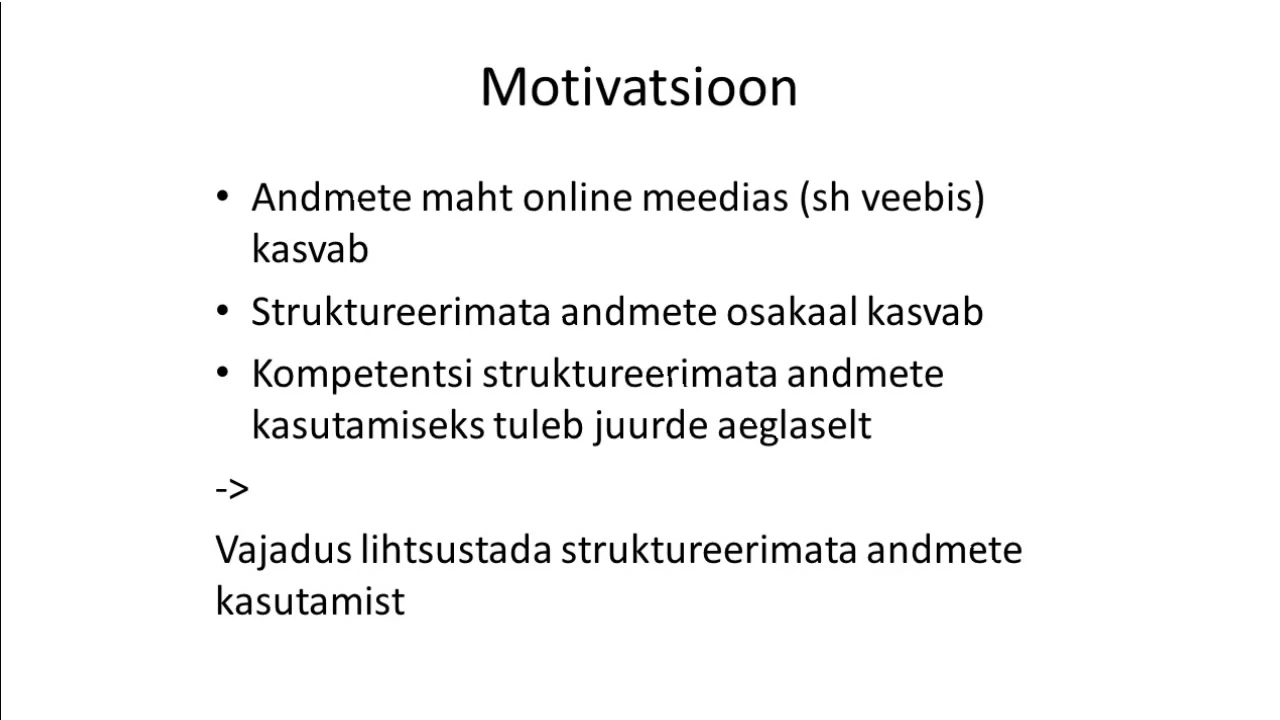 Motivatsioon
• Andmete maht online meedias (sh veebis)
kasvab
• Struktureerimata andmete osakaal kasvab
• Kompetentsi struktureerimata andmete
kasutamiseks tuleb juurde aeglaselt
->
Vajadus lihtsustada struktureerimata andmete
kasutamist